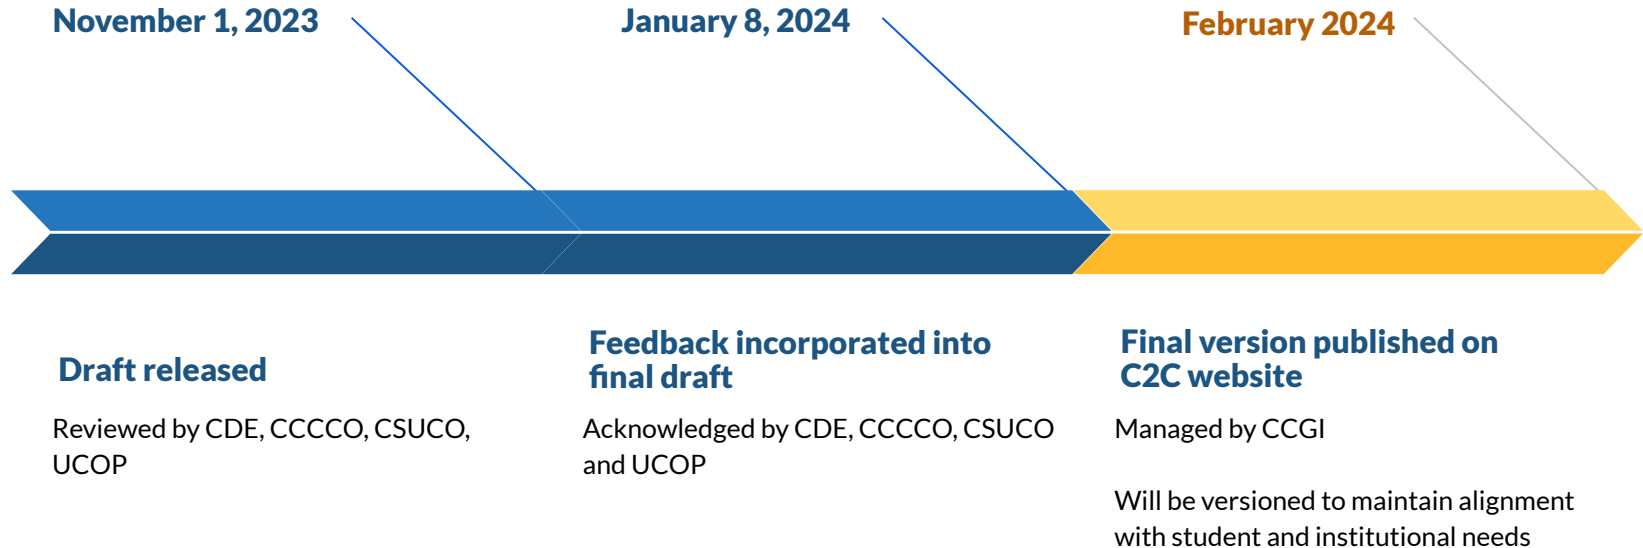 November 1, 2023
January 8, 2024
February 2024
Draft released
Reviewed by CDE, CCCCO, CSUCO,
UCOP
Feedback incorporated into
final draft
Acknowledged by CDE, CCCCO, CSUCO
and UCOP
Final version published on
C2C website
Managed by CCGI
Will be versioned to maintain alignment
with student and institutional needs